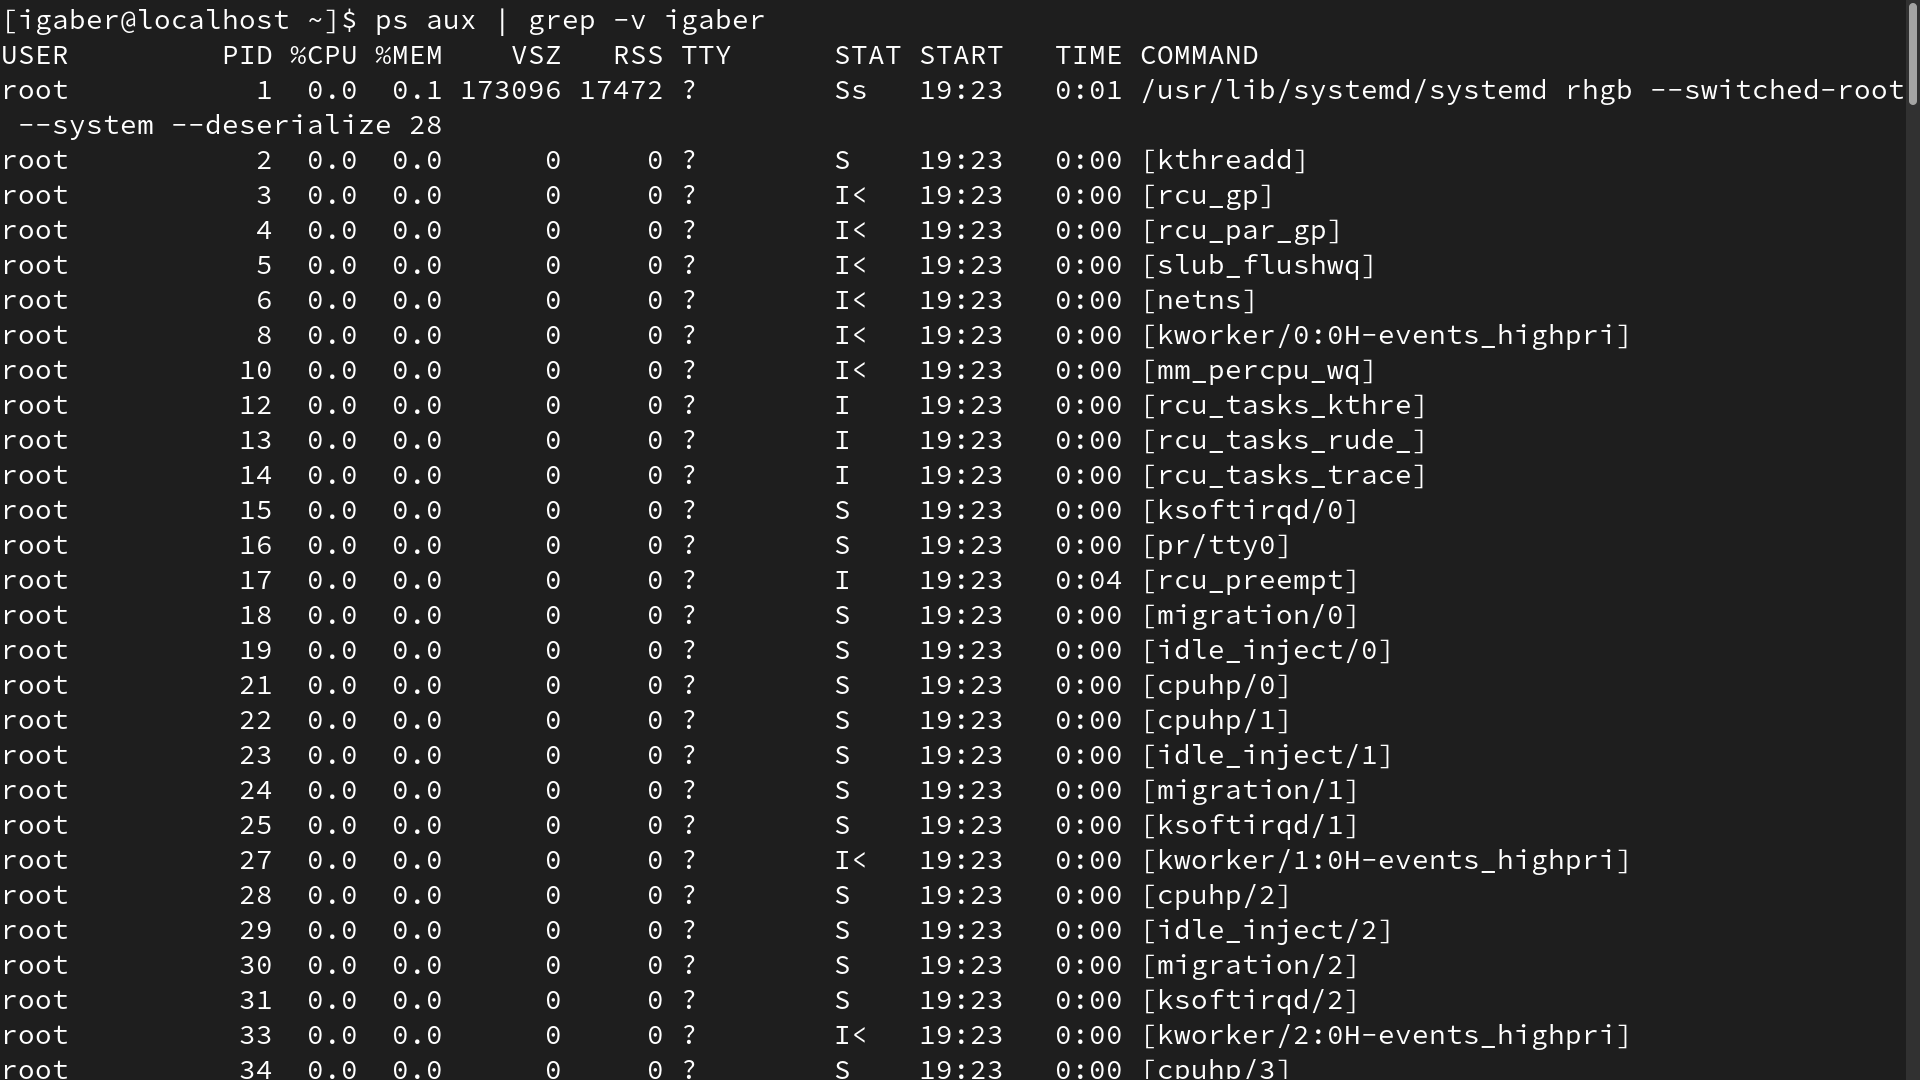 [igaber@localhost ~]$ ps aux | grep -v igaber
USER         PID %CPU %MEM    VSZ   RSS TTY      STAT START   TIME COMMAND
root           1  0.0  0.1 173096 17472 ?        Ss   19:23   0:01 /usr/lib/systemd/systemd rhgb --switched-root
 --system --deserialize 28
root           2  0.0  0.0      0     0 ?        S    19:23   0:00 [kthreadd]
root           3  0.0  0.0      0     0 ?        I<   19:23   0:00 [rcu_gp]
root           4  0.0  0.0      0     0 ?        I<   19:23   0:00 [rcu_par_gp]
root           5  0.0  0.0      0     0 ?        I<   19:23   0:00 [slub_flushwq]
root           6  0.0  0.0      0     0 ?        I<   19:23   0:00 [netns]
root           8  0.0  0.0      0     0 ?        I<   19:23   0:00 [kworker/0:0H-events_highpri]
root          10  0.0  0.0      0     0 ?        I<   19:23   0:00 [mm_percpu_wq]
root          12  0.0  0.0      0     0 ?        I    19:23   0:00 [rcu_tasks_kthre]
root          13  0.0  0.0      0     0 ?        I    19:23   0:00 [rcu_tasks_rude_]
root          14  0.0  0.0      0     0 ?        I    19:23   0:00 [rcu_tasks_trace]
root          15  0.0  0.0      0     0 ?        S    19:23   0:00 [ksoftirqd/0]
root          16  0.0  0.0      0     0 ?        S    19:23   0:00 [pr/tty0]
root          17  0.0  0.0      0     0 ?        I    19:23   0:04 [rcu_preempt]
root          18  0.0  0.0      0     0 ?        S    19:23   0:00 [migration/0]
root          19  0.0  0.0      0     0 ?        S    19:23   0:00 [idle_inject/0]
root          21  0.0  0.0      0     0 ?        S    19:23   0:00 [cpuhp/0]
root          22  0.0  0.0      0     0 ?        S    19:23   0:00 [cpuhp/1]
root          23  0.0  0.0      0     0 ?        S    19:23   0:00 [idle_inject/1]
root          24  0.0  0.0      0     0 ?        S    19:23   0:00 [migration/1]
root          25  0.0  0.0      0     0 ?        S    19:23   0:00 [ksoftirqd/1]
root          27  0.0  0.0      0     0 ?        I<   19:23   0:00 [kworker/1:0H-events_highpri]
root          28  0.0  0.0      0     0 ?        S    19:23   0:00 [cpuhp/2]
root          29  0.0  0.0      0     0 ?        S    19:23   0:00 [idle_inject/2]
root          30  0.0  0.0      0     0 ?        S    19:23   0:00 [migration/2]
root          31  0.0  0.0      0     0 ?        S    19:23   0:00 [ksoftirqd/2]
root          33  0.0  0.0      0     0 ?        I<   19:23   0:00 [kworker/2:0H-events_highpri]
root          34  0.0  0.0      0     0 ?        S    19:23   0:00 [cpuhp/3]